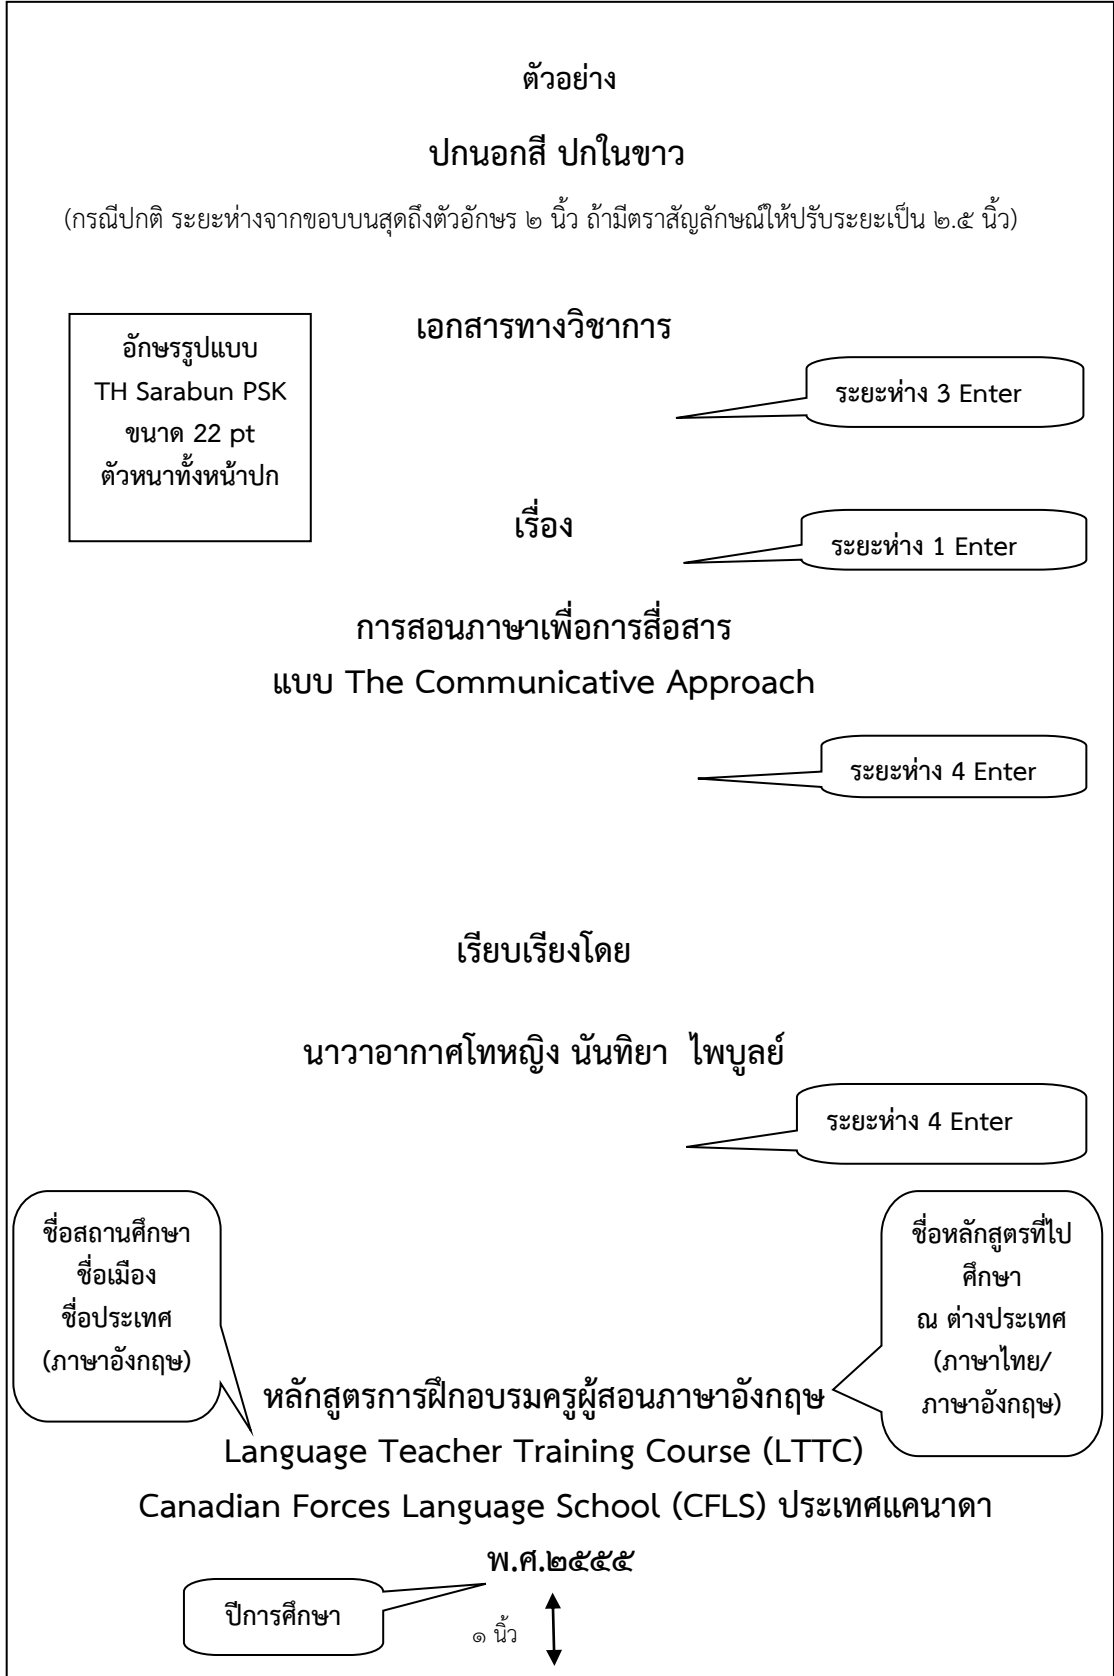 ตัวอย่าง
ปกนอกสี ปกในขาว
(กรณีปกติ ระยะห่างจากขอบบนสุดถึงตัวอักษร ๒ นิ้ว ถ้ามีตราสัญลักษณ์ให้ปรับระยะเป็น ๒.๕ นิ้ว)
เอกสารทางวิชาการ
อักษรรูปแบบ
TH Sarabun PSK
ขนาด 22 pt
ตัวหนาทั้งหน้าปก
ระยะห่าง 3 Enter
เรื่อง
ระยะห่าง 1 Enter
การสอนภาษาเพื่อการสื่อสาร
แบบ The Communicative Approach
ระยะห่าง 4 Enter
เรียบเรียงโดย
นาวาอากาศโทหญิง นันทิยา  ไพบูลย์
ระยะห่าง 4 Enter
ชื่อสถานศึกษา
ชื่อเมือง
ชื่อประเทศ
(ภาษาอังกฤษ)
ชื่อหลักสูตรที่ไป
ศึกษา
ณ ต่างประเทศ
(ภาษาไทย/
ภาษาอังกฤษ)
หลักสูตรการฝึกอบรมครูผู้สอนภาษาอังกฤษ
Language Teacher Training Course (LTTC)
Canadian Forces Language School (CFLS) ประเทศแคนาดา
พ.ศ.๒๕๕๕
ปีการศึกษา
๑ นิ้ว